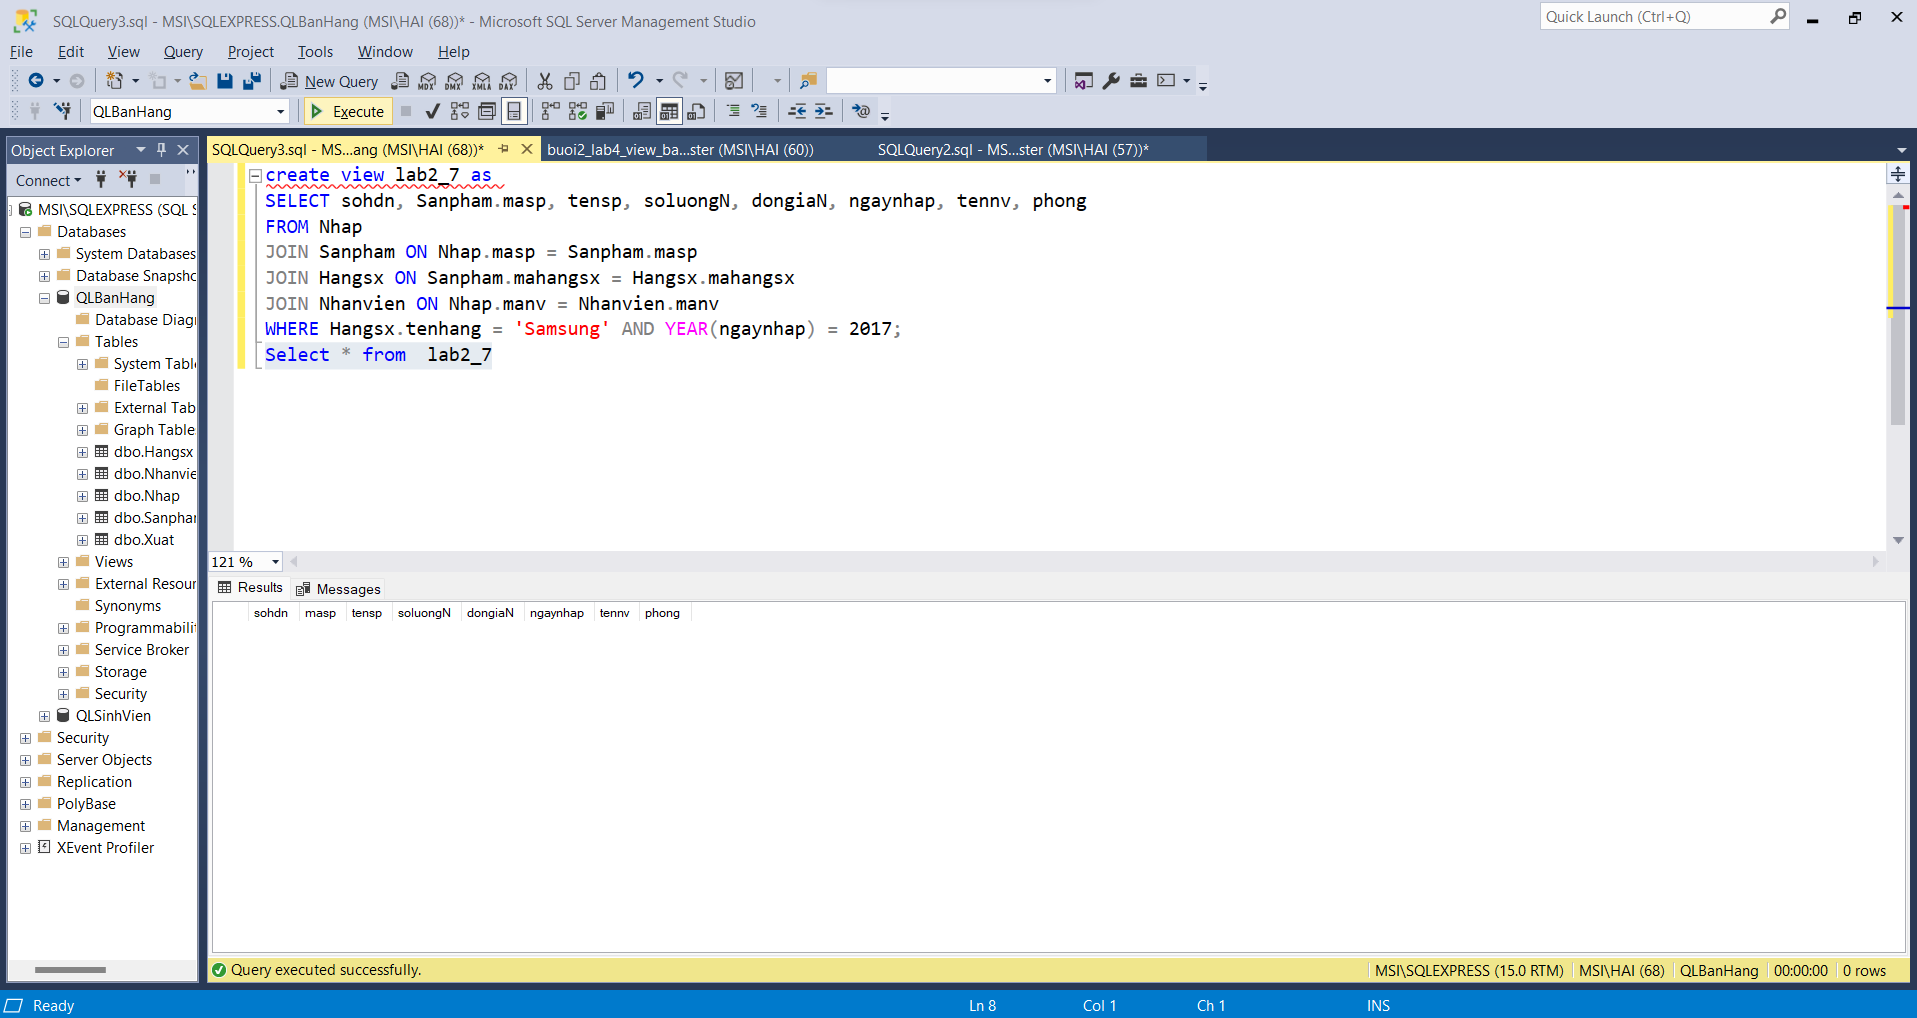 SQLQuery3.sql - MSI\SQLEXPRESS.QLBanHang (MSI\HAI (68))* - Microsoft SQL Server Management Studio
Quick Launch (Ctrl+Q)
File Edit View Query Project Tools Window Help
New Query MDX DMX XMLA DAX
QLBanHang Execute
Object Explorer
SQLQuery3.sql - MS...ang (MSI\HAI (68))* buoi2_lab4_view_ba...ster (MSI\HAI (60)) SQLQuery2.sql - MS...ster (MSI\HAI (57))*
Connect
MSI\SQLEXPRESS (SQL S
Databases
System Databases
Database Snapsho
QLBanHang
Database Diag
Tables
System Table
FileTables
External Tab
Graph Table
dbo.Hangsx
dbo.Nhanvie
dbo.Nhap
dbo.Sanphar
dbo.Xuat
Views
External Resour
Synonyms
Programmabilit
Service Broker
Storage
Security
QLSinhVien
Security
Server Objects
Replication
PolyBase
Management
XEvent Profiler
create view lab2_7 as
SELECT sohdn, Sanpham.masp, tensp, soluongN, dongiaN, ngaynhap, tennv, phong
FROM Nhap
JOIN Sanpham ON Nhap.masp = Sanpham.masp
JOIN Hangsx ON Sanpham.mahangsx = Hangsx.mahangsx
JOIN Nhanvien ON Nhap.manv = Nhanvien.manv
WHERE Hangsx.tenhang = 'Samsung' AND YEAR(ngaynhap) = 2017;
Select * from  lab2_7
121 %
Results Messages
sohdn masp tensp soluongN dongiaN ngaynhap tennv phong
Query executed successfully. MSI\SQLEXPRESS (15.0 RTM) MSI\HAI (68) QLBanHang 00:00:00 0 rows
Ready Ln 8 Col 1 Ch 1 INS